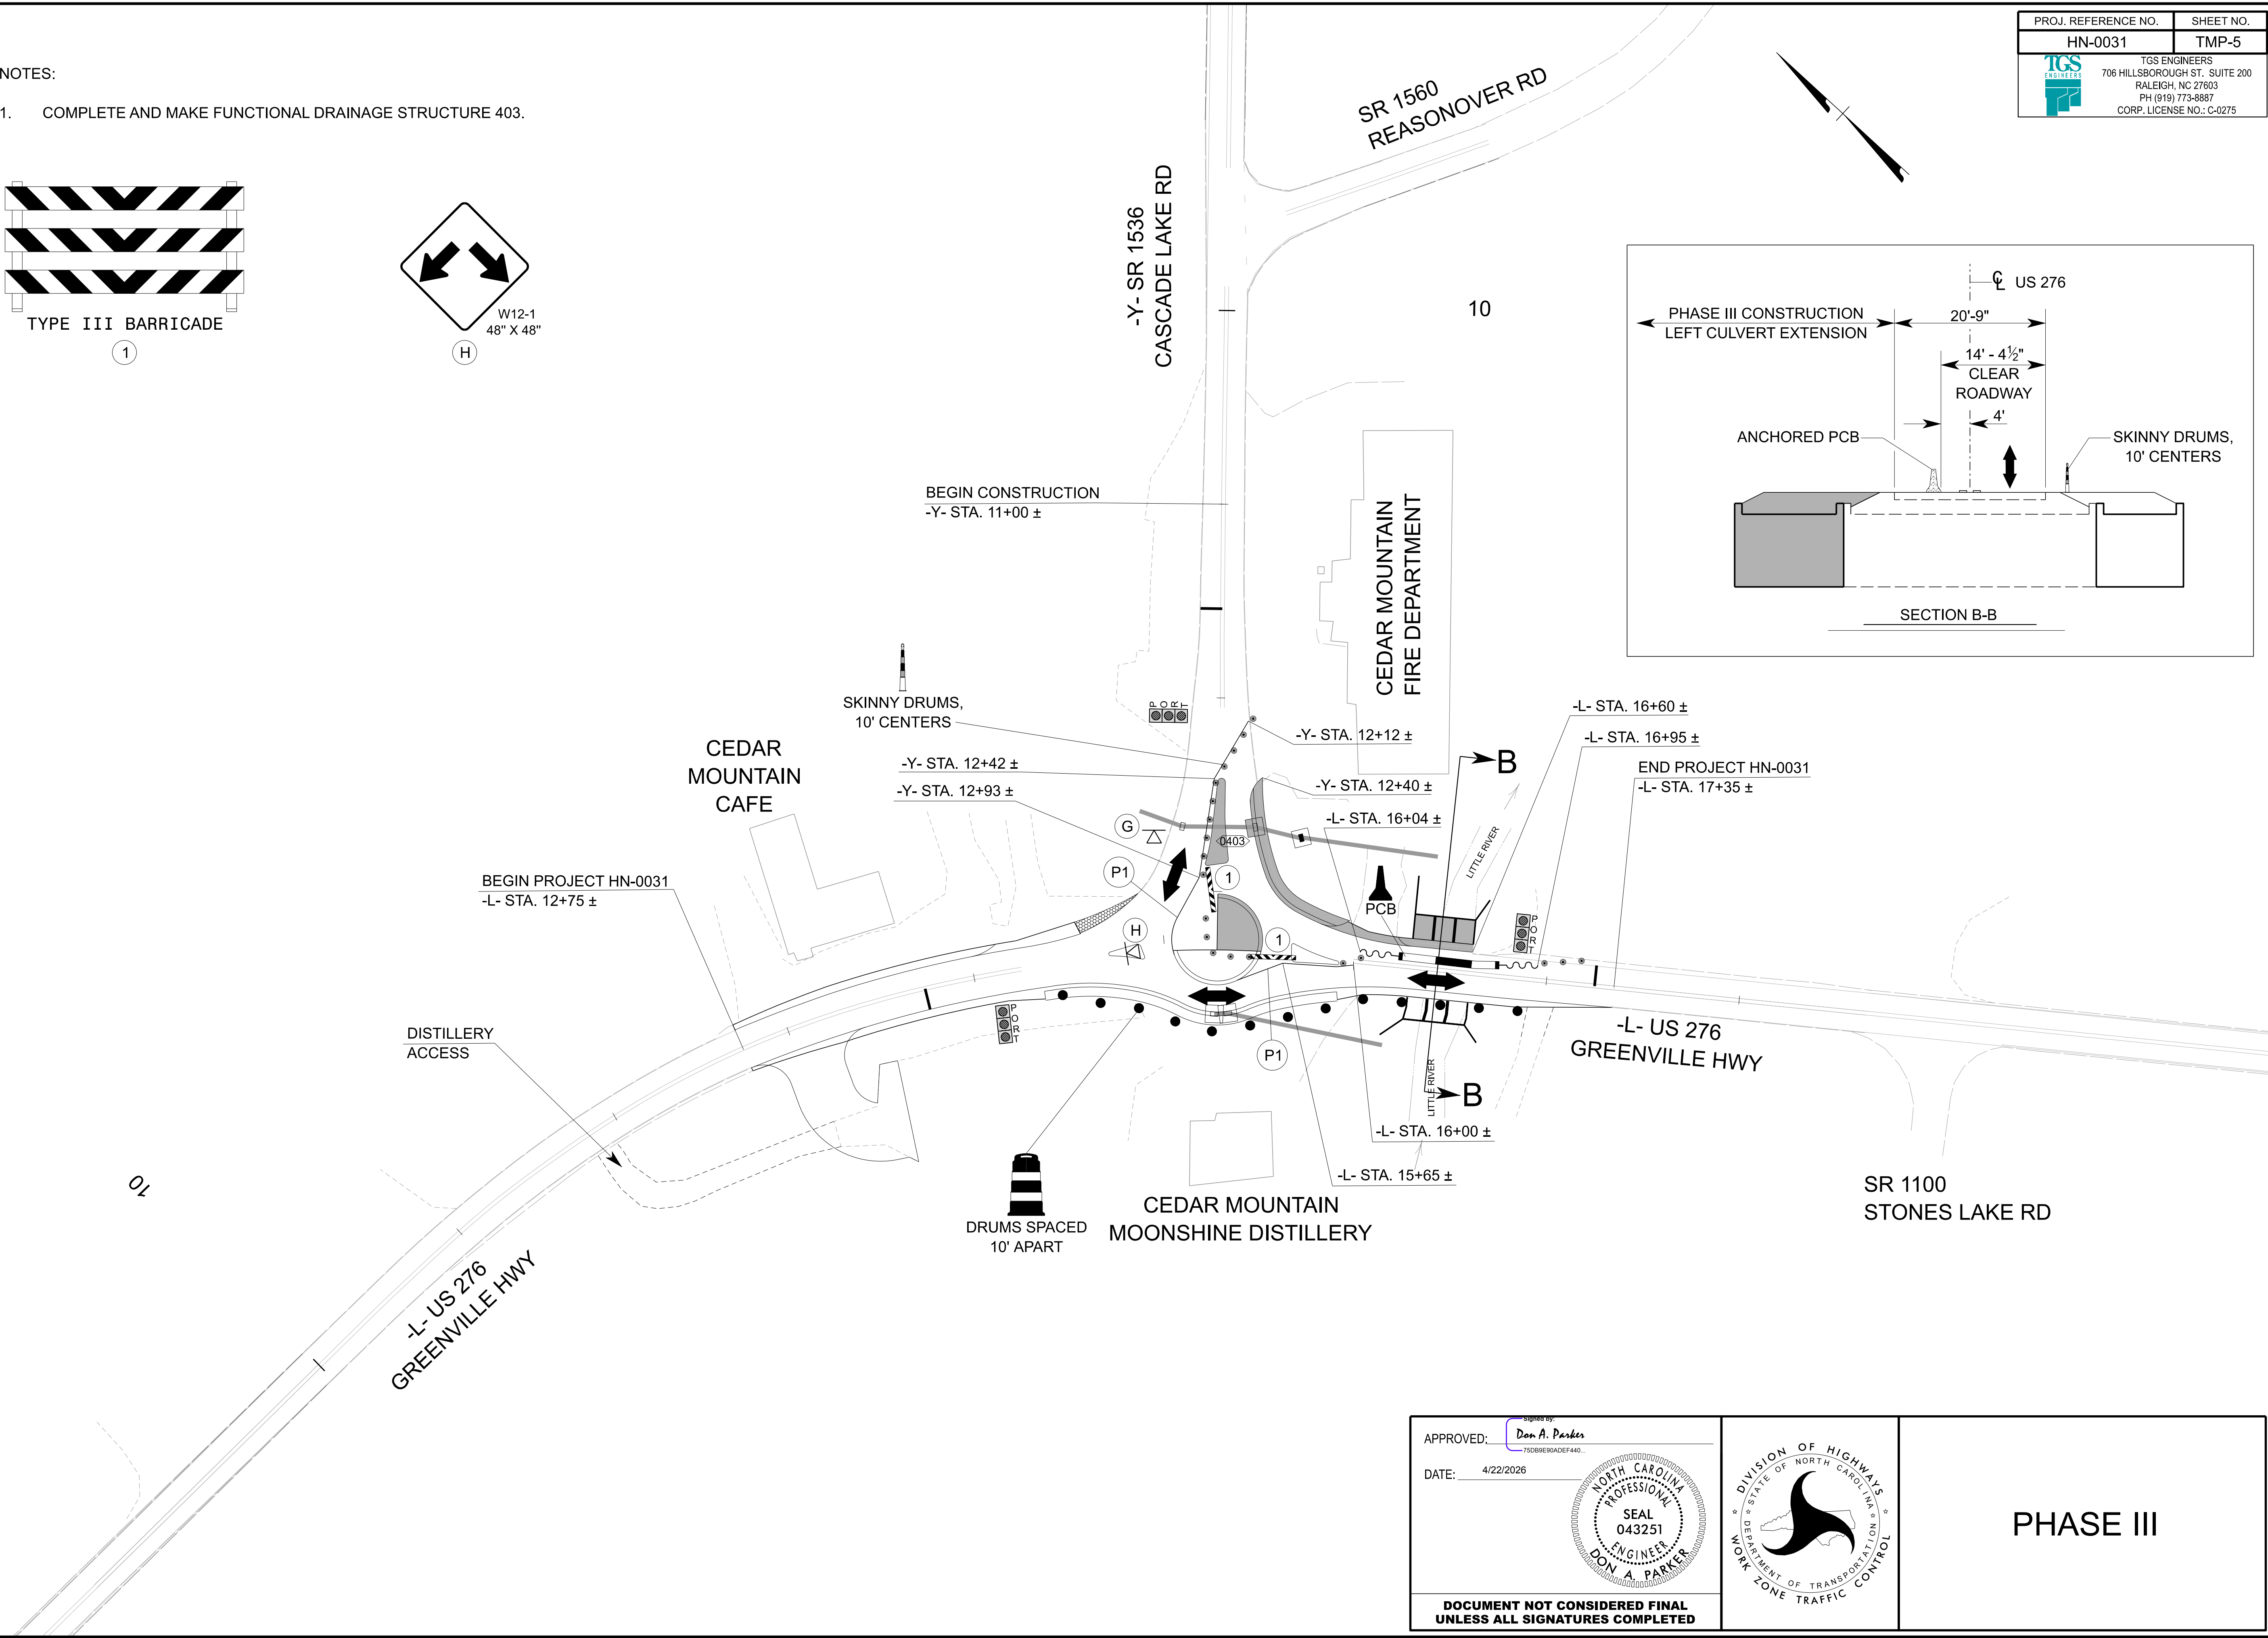 PROJ. REFERENCE NO.
SHEET NO.
HN-0031
TMP-5
TGS
ENGINEERS
TGS ENGINEERS
706 HILLSBOROUGH ST. SUITE 200
RALEIGH, NC 27603
PH (919) 773-8887
CORP. LICENSE NO.: C-0275
NOTES:
1. COMPLETE AND MAKE FUNCTIONAL DRAINAGE STRUCTURE 403.
TYPE III BARRICADE
1
W12-1
48" X 48"
H
SR 1560
REASONOVER RD
-Y- SR 1536
CASCADE LAKE RD
10
℄ US 276
PHASE III CONSTRUCTION
LEFT CULVERT EXTENSION
20'-9"
14' - 4½"
CLEAR
ROADWAY
4'
ANCHORED PCB
SKINNY DRUMS,
10' CENTERS
SECTION B-B
BEGIN CONSTRUCTION
-Y- STA. 11+00 ±
CEDAR MOUNTAIN
FIRE DEPARTMENT
SKINNY DRUMS,
10' CENTERS
PORT
-Y- STA. 12+12 ±
-L- STA. 16+60 ±
-L- STA. 16+95 ±
END PROJECT HN-0031
-L- STA. 17+35 ±
B
CEDAR
MOUNTAIN
CAFE
-Y- STA. 12+42 ±
-Y- STA. 12+93 ±
-Y- STA. 12+40 ±
-L- STA. 16+04 ±
G
0403
LITTLE RIVER
P1
1
PCB
BEGIN PROJECT HN-0031
-L- STA. 12+75 ±
H
1
PORT
PORT
DISTILLERY
ACCESS
P1
-L- US 276
GREENVILLE HWY
LITTLE RIVER
B
-L- STA. 16+00 ±
-L- STA. 15+65 ±
10
DRUMS SPACED
10' APART
CEDAR MOUNTAIN
MOONSHINE DISTILLERY
SR 1100
STONES LAKE RD
-L- US 276
GREENVILLE HWY
APPROVED:
Signed by:
Don A. Parker
75DB9E90ADEF440...
DATE: 4/22/2026
NORTH CAROLINA
PROFESSIONAL
SEAL
043251
ENGINEER
DON A. PARKER
DOCUMENT NOT CONSIDERED FINAL
UNLESS ALL SIGNATURES COMPLETED
DIVISION OF HIGHWAYS
STATE OF NORTH CAROLINA
DEPARTMENT OF TRANSPORTATION
WORK ZONE TRAFFIC CONTROL
PHASE III